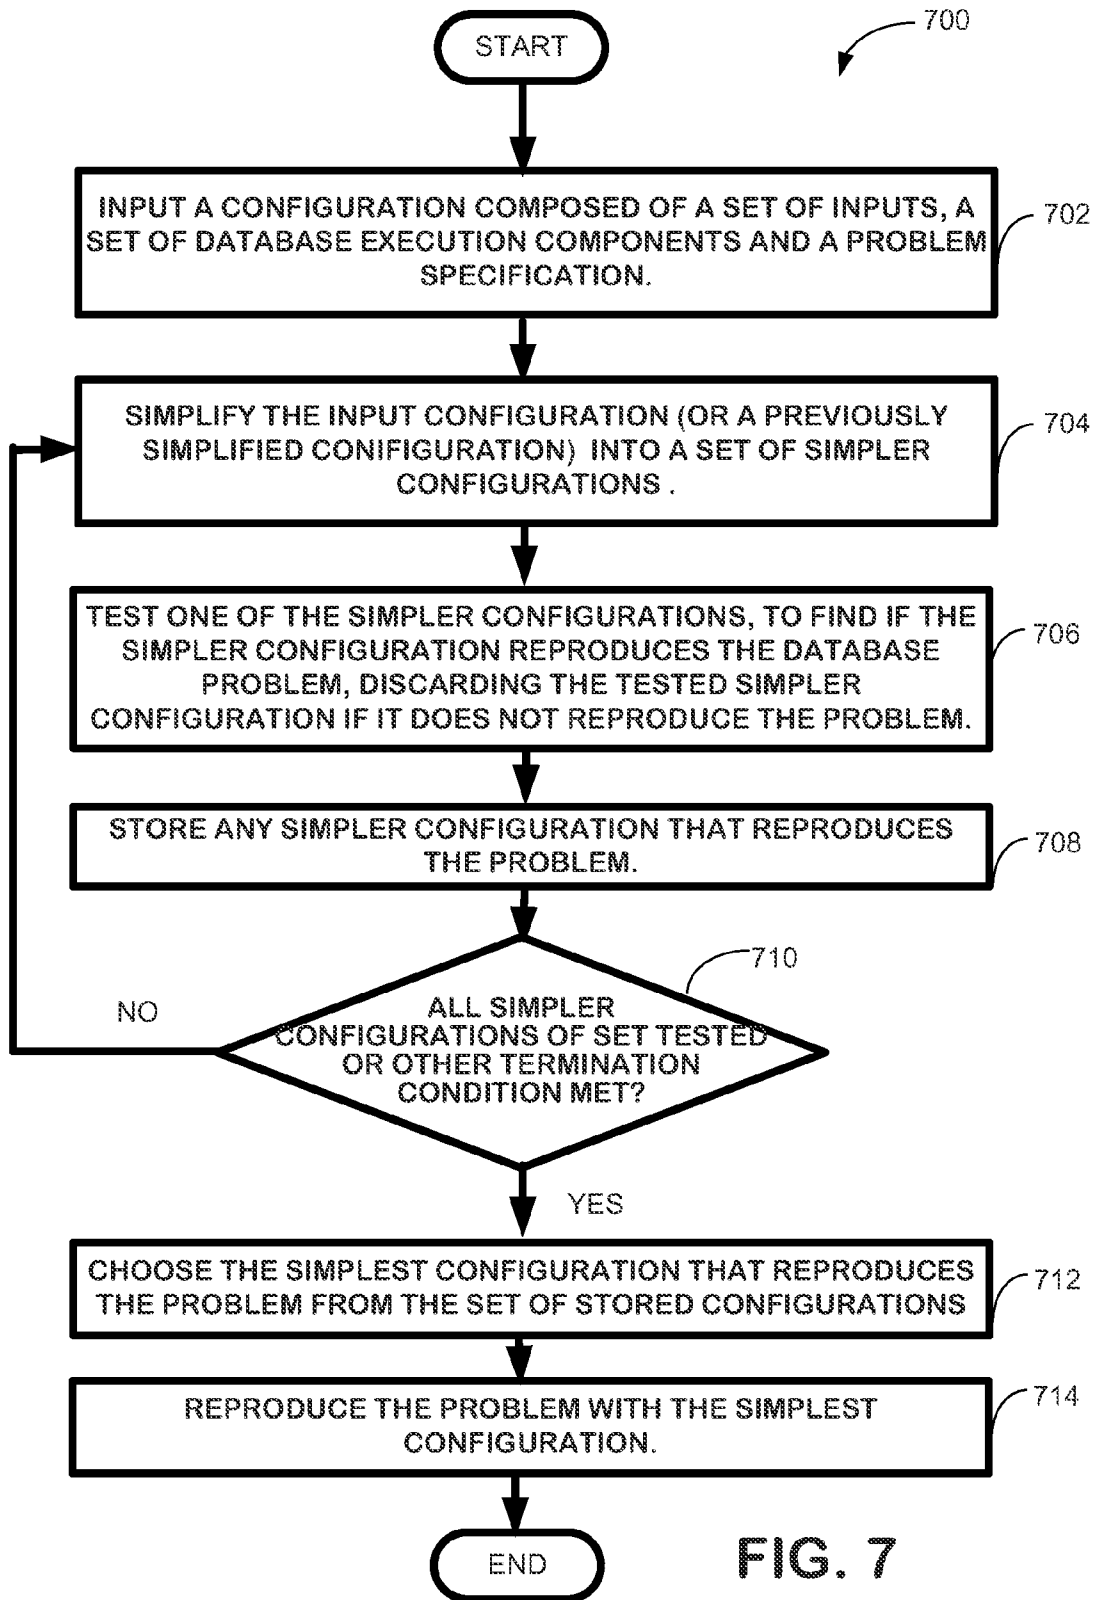 START
700
INPUT A CONFIGURATION COMPOSED OF A SET OF INPUTS, A
SET OF DATABASE EXECUTION COMPONENTS AND A PROBLEM
SPECIFICATION.
702
SIMPLIFY THE INPUT CONFIGURATION (OR A PREVIOUSLY
SIMPLIFIED CONIFIGURATION) INTO A SET OF SIMPLER
CONFIGURATIONS .
704
TEST ONE OF THE SIMPLER CONFIGURATIONS, TO FIND IF THE
SIMPLER CONFIGURATION REPRODUCES THE DATABASE
PROBLEM, DISCARDING THE TESTED SIMPLER
CONFIGURATION IF IT DOES NOT REPRODUCE THE PROBLEM.
706
STORE ANY SIMPLER CONFIGURATION THAT REPRODUCES
THE PROBLEM.
708
710
NO
ALL SIMPLER
CONFIGURATIONS OF SET TESTED
OR OTHER TERMINATION
CONDITION MET?
YES
CHOOSE THE SIMPLEST CONFIGURATION THAT REPRODUCES
THE PROBLEM FROM THE SET OF STORED CONFIGURATIONS
712
REPRODUCE THE PROBLEM WITH THE SIMPLEST
CONFIGURATION.
714
END
FIG. 7